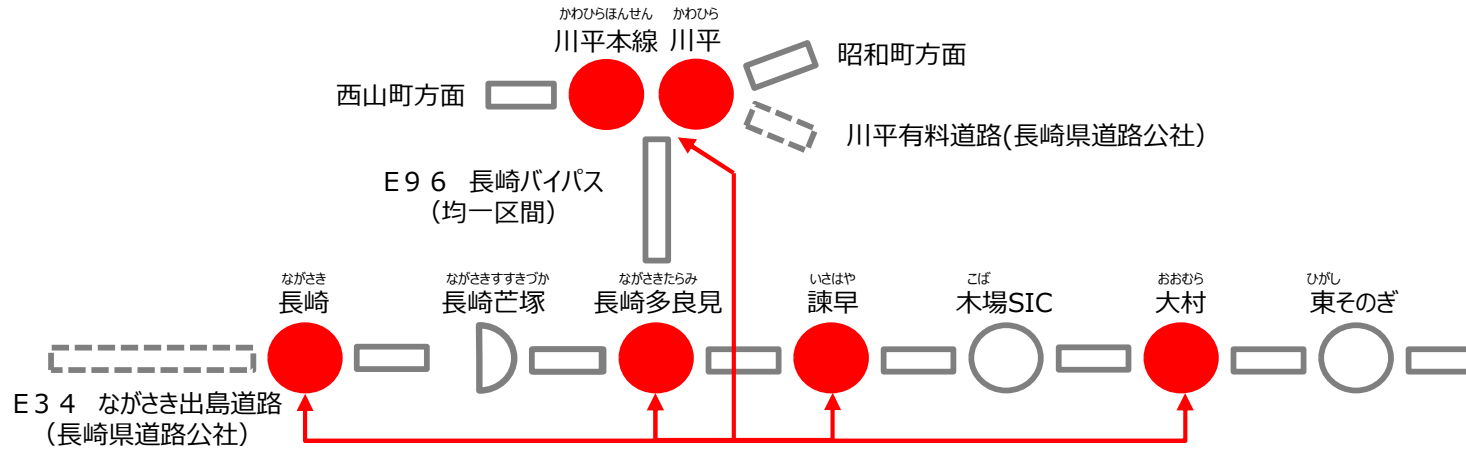 かわひらほんせん かわひら
川平本線 川平
昭和町方面
西山町方面
川平有料道路(長崎県道路公社）
E９６　長崎バイパス
（均一区間）
ながさき ながさきすすきづか ながさきたらみ いさはや こば おおむら ひがし
長崎 長崎芒塚 長崎多良見 諫早 木場SIC 大村 東そのぎ
E３４　ながさき出島道路
（長崎県道路公社）